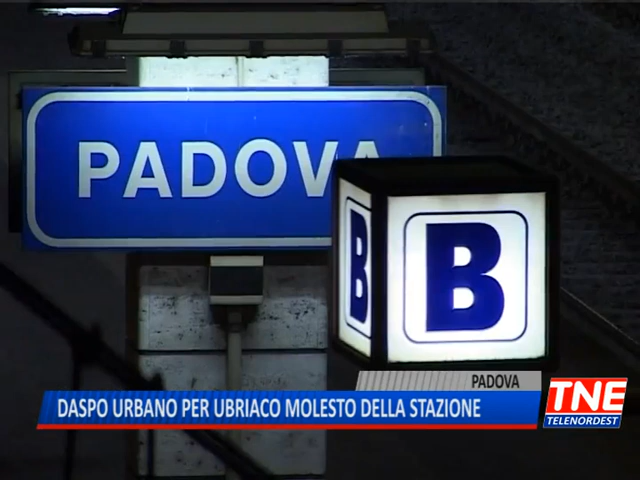 PADOVA
B
B
PADOVA
DASPO URBANO PER UBRIACO MOLESTO DELLA STAZIONE
TNE
TELENORDEST